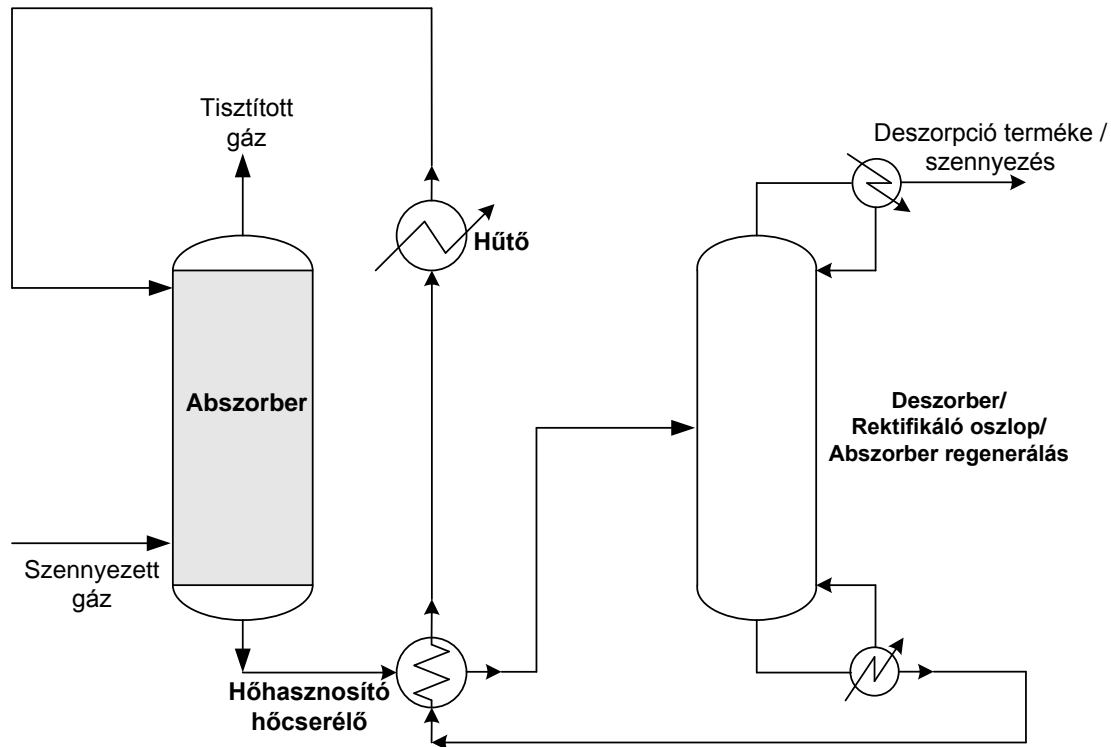 Tisztított
gáz
Deszorpció terméke /
szennyezés
Hűtő
Abszorber
Deszorber/
Rektifikáló oszlop/
Abszorber regenerálás
Szennyezett
gáz
Hőhasznosító
hőcserélő